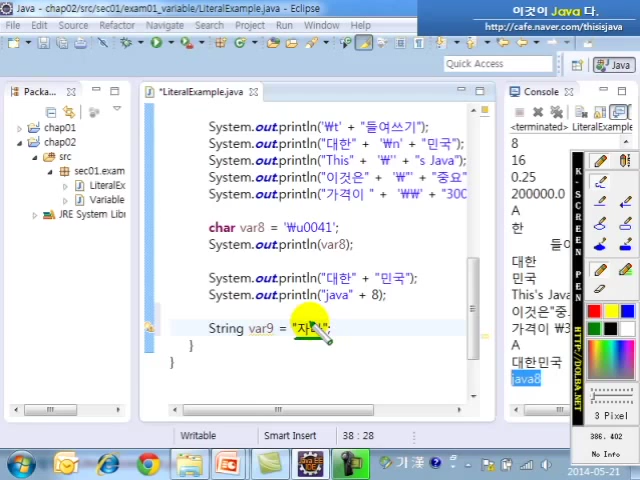 Java - chap02/src/sec01/exam01_variable/LiteralExample.java - Eclipse
이것이 Java 다.
http://cafe.naver.com/thisisjava
File Edit Source Refactor Navigate Search Project Run Window Help
Quick Access
Java
Packa...
chap01
chap02
src
sec01.exam
LiteralEx
Variable
JRE System Libr
*LiteralExample.java
System.out.println('₩t' + "들여쓰기");
System.out.println("대한" + '₩n' + "민국");
System.out.println("This" + '₩'' + "s Java");
System.out.println("이것은" + '₩"' + "중요
System.out.println("가격이 " + '₩₩' + "300
char var8 = '₩u0041';
System.out.println(var8);
System.out.println("대한" + "민국");
System.out.println("java" + 8);
String var9 =
}
}
Console
<terminated> LiteralExample
8
16
0.25
200000.0
A
한
대한
민국
This's Java
이것은"중
가격이 ₩3
A
대한민국
java8
K-SCREEN PEN
HTTP://DOLBA.NET
3 Pixel
386, 402
No Info
Writable
Smart Insert
38 : 28
가 漢
2014-05-21